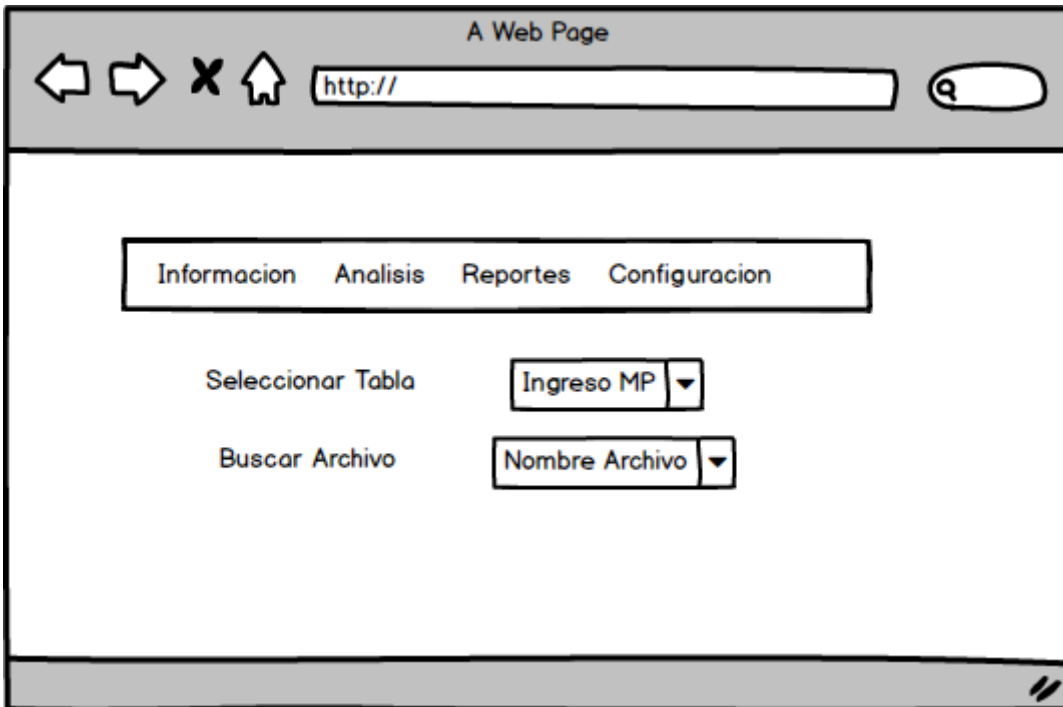 A Web Page
http://
Informacion Analisis Reportes Configuracion
Seleccionar Tabla Ingreso MP
Buscar Archivo Nombre Archivo